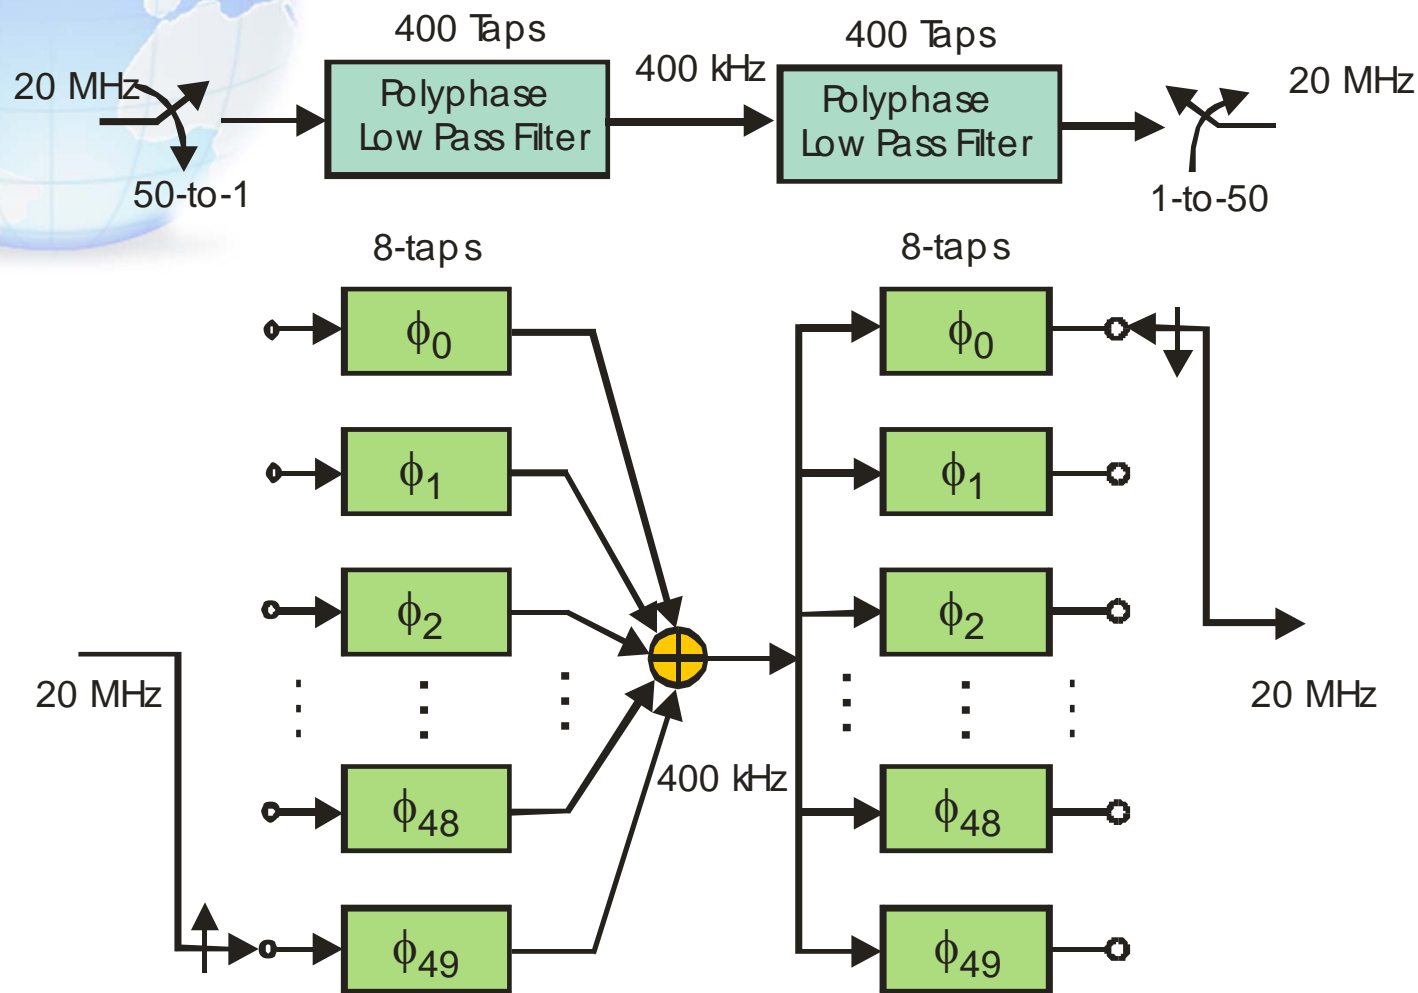 400 Taps
400 Taps
20 MHz
Polyphase
Low Pass Filter
400 kHz
Polyphase
Low Pass Filter
20 MHz
50-to-1
1-to-50
8-taps
8-taps
ϕ0
ϕ0
ϕ1
ϕ1
ϕ2
ϕ2
20 MHz
20 MHz
400 kHz
ϕ48
ϕ48
ϕ49
ϕ49